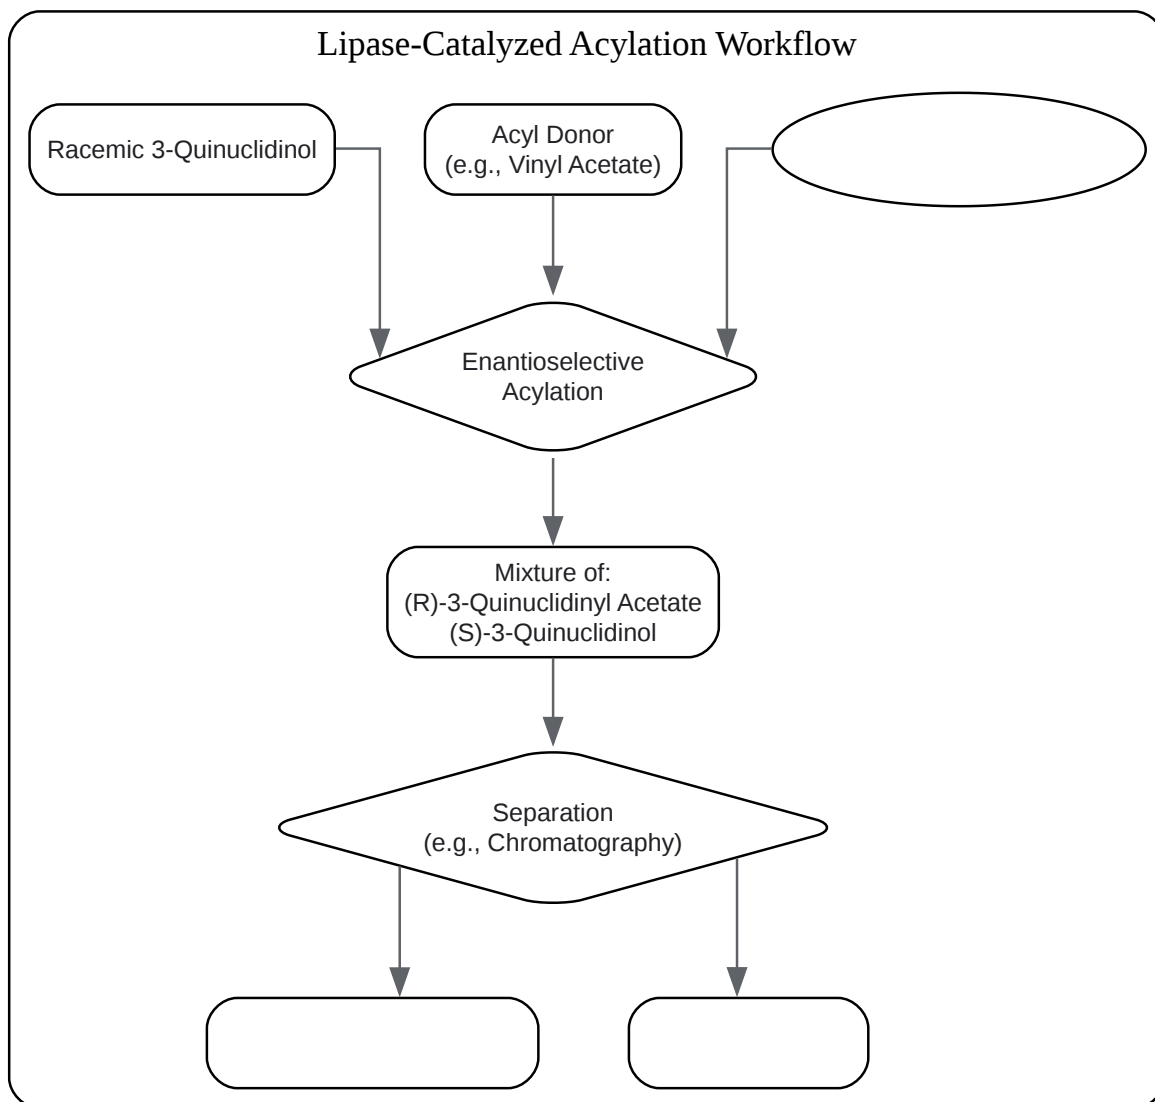 Lipase-Catalyzed Acylation Workflow
Racemic 3-Quinuclidinol
Acyl Donor
(e.g., Vinyl Acetate)
Enantioselective
Acylation
Mixture of:
(R)-3-Quinuclidinyl Acetate
(S)-3-Quinuclidinol
Separation
(e.g., Chromatography)